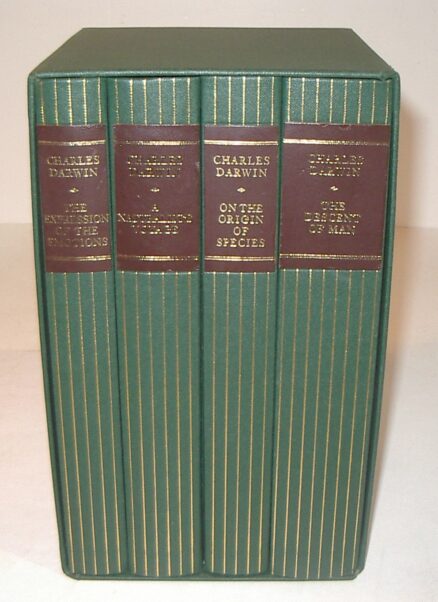 CHARLES
DARWIN
THE
EXPRESSION
OF THE
EMOTIONS
CHARLES
DARWIN
A
NATURALIST'S
VOYAGE
CHARLES
DARWIN
ON THE
ORIGIN
OF
SPECIES
CHARLES
DARWIN
THE
DESCENT
OF MAN